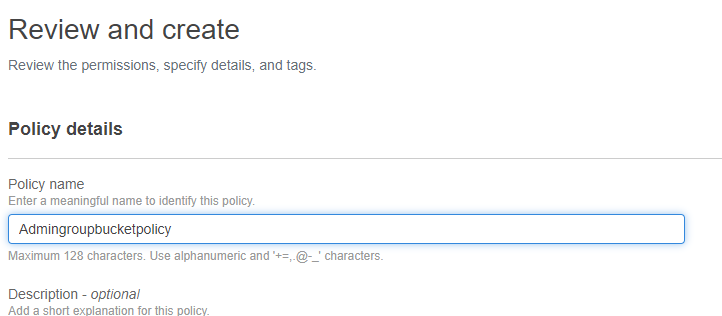 Review and create
Review the permissions, specify details, and tags.
Policy details
Policy name
Enter a meaningful name to identify this policy.
Admingroupbucketpolicy
Maximum 128 characters. Use alphanumeric and '+=,.@-_' characters.
Description - optional
Add a short explanation for this policy.